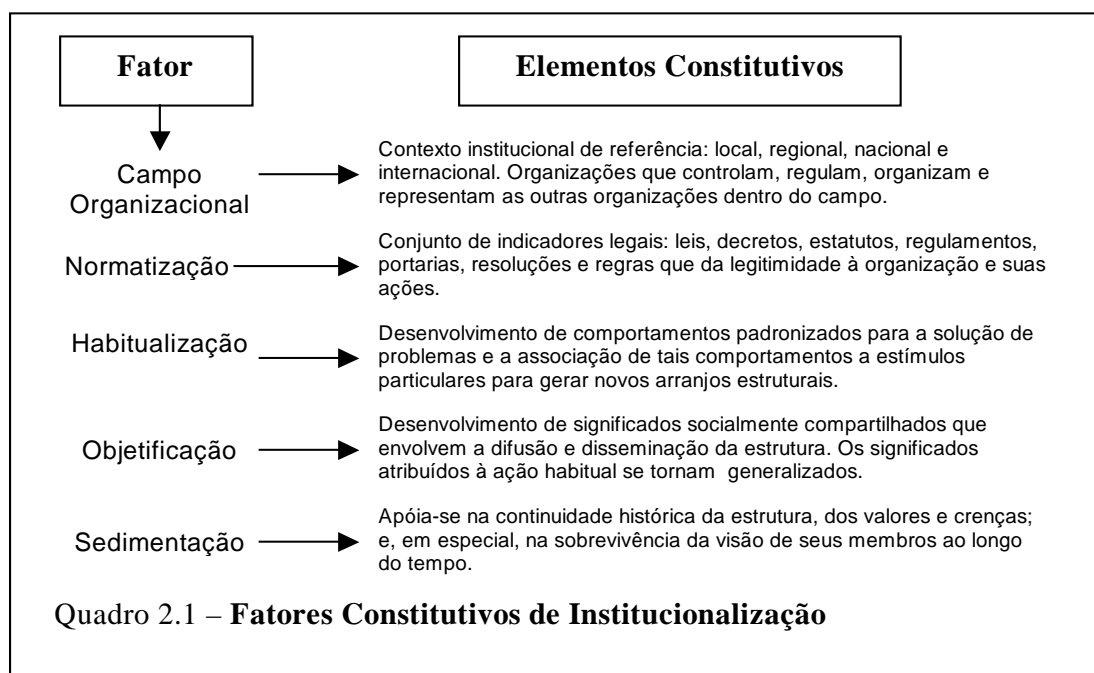 Fator
Elementos Constitutivos
Campo
Organizacional
Contexto institucional de referência: local, regional, nacional e
internacional. Organizações que controlam, regulam, organizam e
representam as outras organizações dentro do campo.
Normatização
Conjunto de indicadores legais: leis, decretos, estatutos, regulamentos,
portarias, resoluções e regras que da legitimidade à organização e suas
ações.
Habitualização
Desenvolvimento de comportamentos padronizados para a solução de
problemas e a associação de tais comportamentos a estímulos
particulares para gerar novos arranjos estruturais.
Objetificação
Desenvolvimento de significados socialmente compartilhados que
envolvem a difusão e disseminação da estrutura. Os significados
atribuídos à ação habitual se tornam generalizados.
Sedimentação
Apóia-se na continuidade histórica da estrutura, dos valores e crenças;
e, em especial, na sobrevivência da visão de seus membros ao longo
do tempo.
Quadro 2.1 – Fatores Constitutivos de Institucionalização